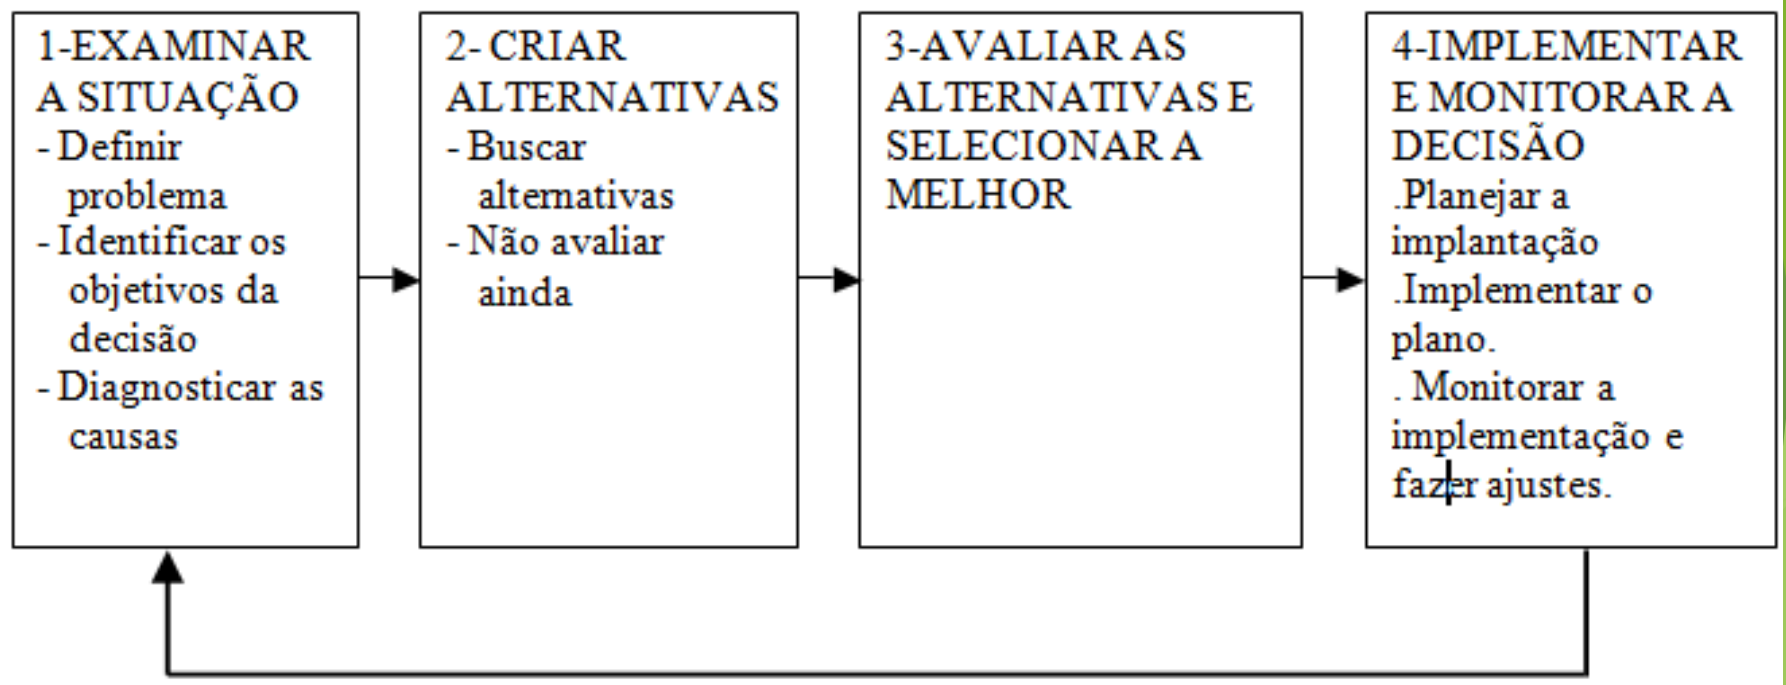 1-EXAMINAR
A SITUAÇÃO
- Definir
problema
- Identificar os
objetivos da
decisão
- Diagnosticar as
causas
2- CRIAR
ALTERNATIVAS
- Buscar
alternativas
- Não avaliar
ainda
3-AVALIAR AS
ALTERNATIVAS E
SELECIONAR A
MELHOR
4-IMPLEMENTAR
E MONITORAR A
DECISÃO
.Planejar a
implantação
.Implementar o
plano.
. Monitorar a
implementação e
fazer ajustes.